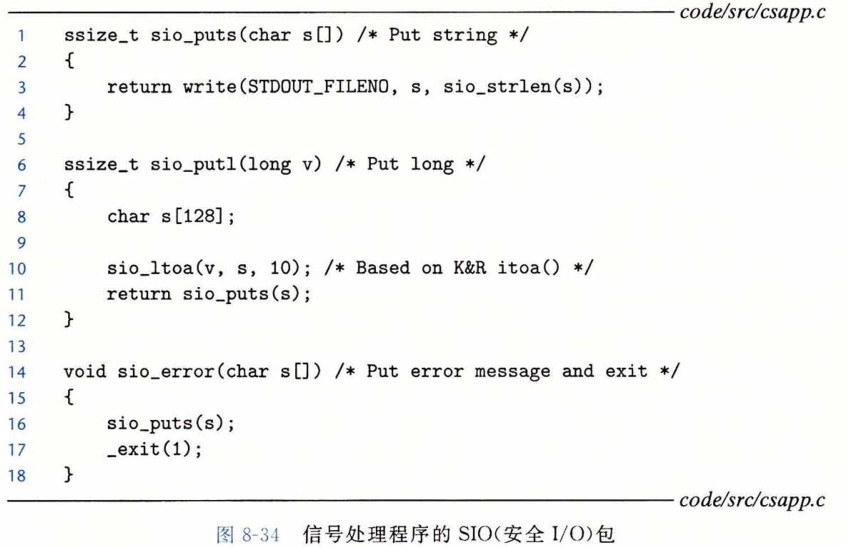 code/src/csapp.c
1 ssize_t sio_puts(char s[]) /* Put string */
2 {
3     return write(STDOUT_FILENO, s, sio_strlen(s));
4 }
5
6 ssize_t sio_putl(long v) /* Put long */
7 {
8     char s[128];
9
10     sio_ltoa(v, s, 10); /* Based on K&R itoa() */
11     return sio_puts(s);
12 }
13
14 void sio_error(char s[]) /* Put error message and exit */
15 {
16     sio_puts(s);
17     _exit(1);
18 }
code/src/csapp.c
图 8-34 信号处理程序的 SIO(安全 I/O)包